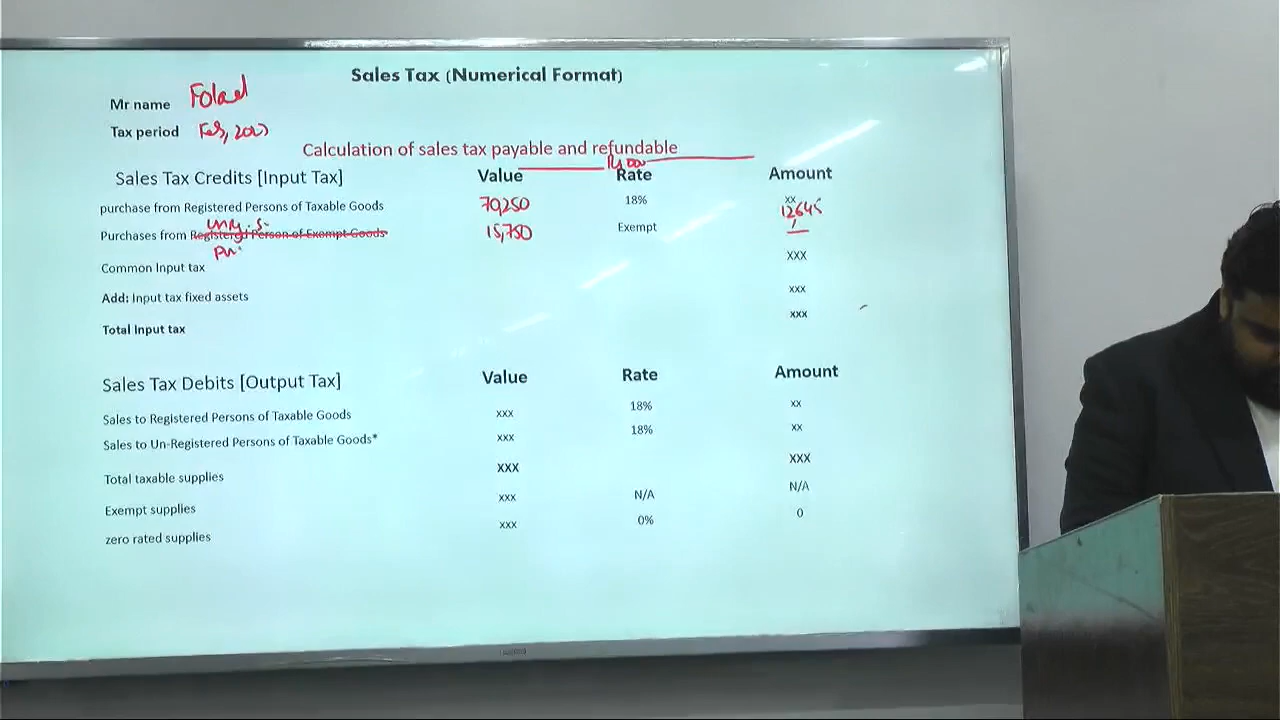 Sales Tax (Numerical Format)
Mr name
Tax period
Calculation of sales tax payable and refundable
Sales Tax Credits [Input Tax] Value Rate Amount
purchase from Registered Persons of Taxable Goods 70,250 18% xx
12645
Purchases from Registered Person of Exempt Goods 15,750 Exempt
Common Input tax XXX
Add: Input tax fixed assets xxx
Total Input tax xxx
Sales Tax Debits [Output Tax] Value Rate Amount
Sales to Registered Persons of Taxable Goods xxx 18% xx
Sales to Un-Registered Persons of Taxable Goods* xxx 18% xx
Total taxable supplies XXX XXX
Exempt supplies xxx N/A N/A
zero rated supplies xxx 0% 0